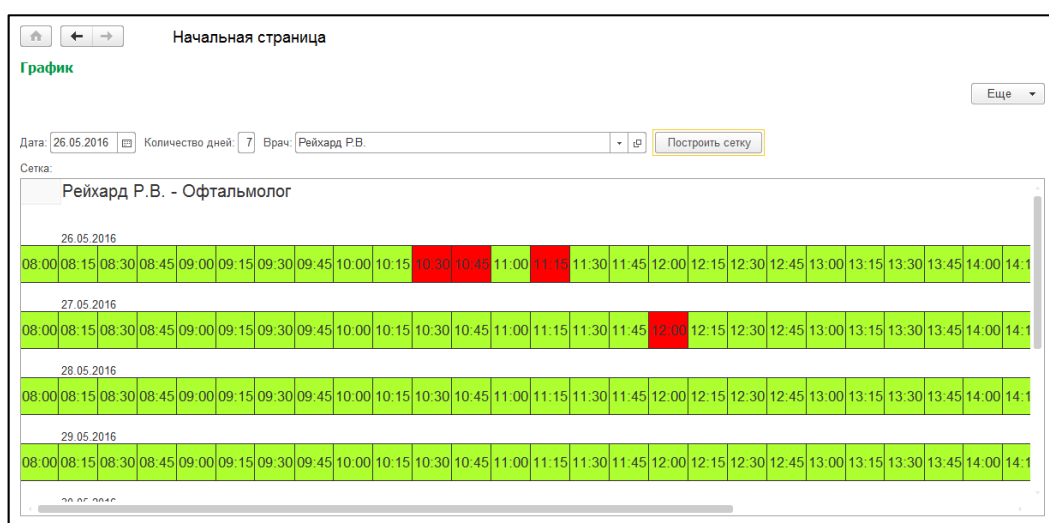 Начальная страница
График
Еще
Дата: 26.05.2016 Количество дней: 7 Врач: Рейхард Р.В. Построить сетку
Сетка:
Рейхард Р.В. - Офтальмолог
26.05.2016
08:00 08:15 08:30 08:45 09:00 09:15 09:30 09:45 10:00 10:15 10:30 10:45 11:00 11:15 11:30 11:45 12:00 12:15 12:30 12:45 13:00 13:15 13:30 13:45 14:00 14:1
27.05.2016
08:00 08:15 08:30 08:45 09:00 09:15 09:30 09:45 10:00 10:15 10:30 10:45 11:00 11:15 11:30 11:45 12:00 12:15 12:30 12:45 13:00 13:15 13:30 13:45 14:00 14:1
28.05.2016
08:00 08:15 08:30 08:45 09:00 09:15 09:30 09:45 10:00 10:15 10:30 10:45 11:00 11:15 11:30 11:45 12:00 12:15 12:30 12:45 13:00 13:15 13:30 13:45 14:00 14:1
29.05.2016
08:00 08:15 08:30 08:45 09:00 09:15 09:30 09:45 10:00 10:15 10:30 10:45 11:00 11:15 11:30 11:45 12:00 12:15 12:30 12:45 13:00 13:15 13:30 13:45 14:00 14:1